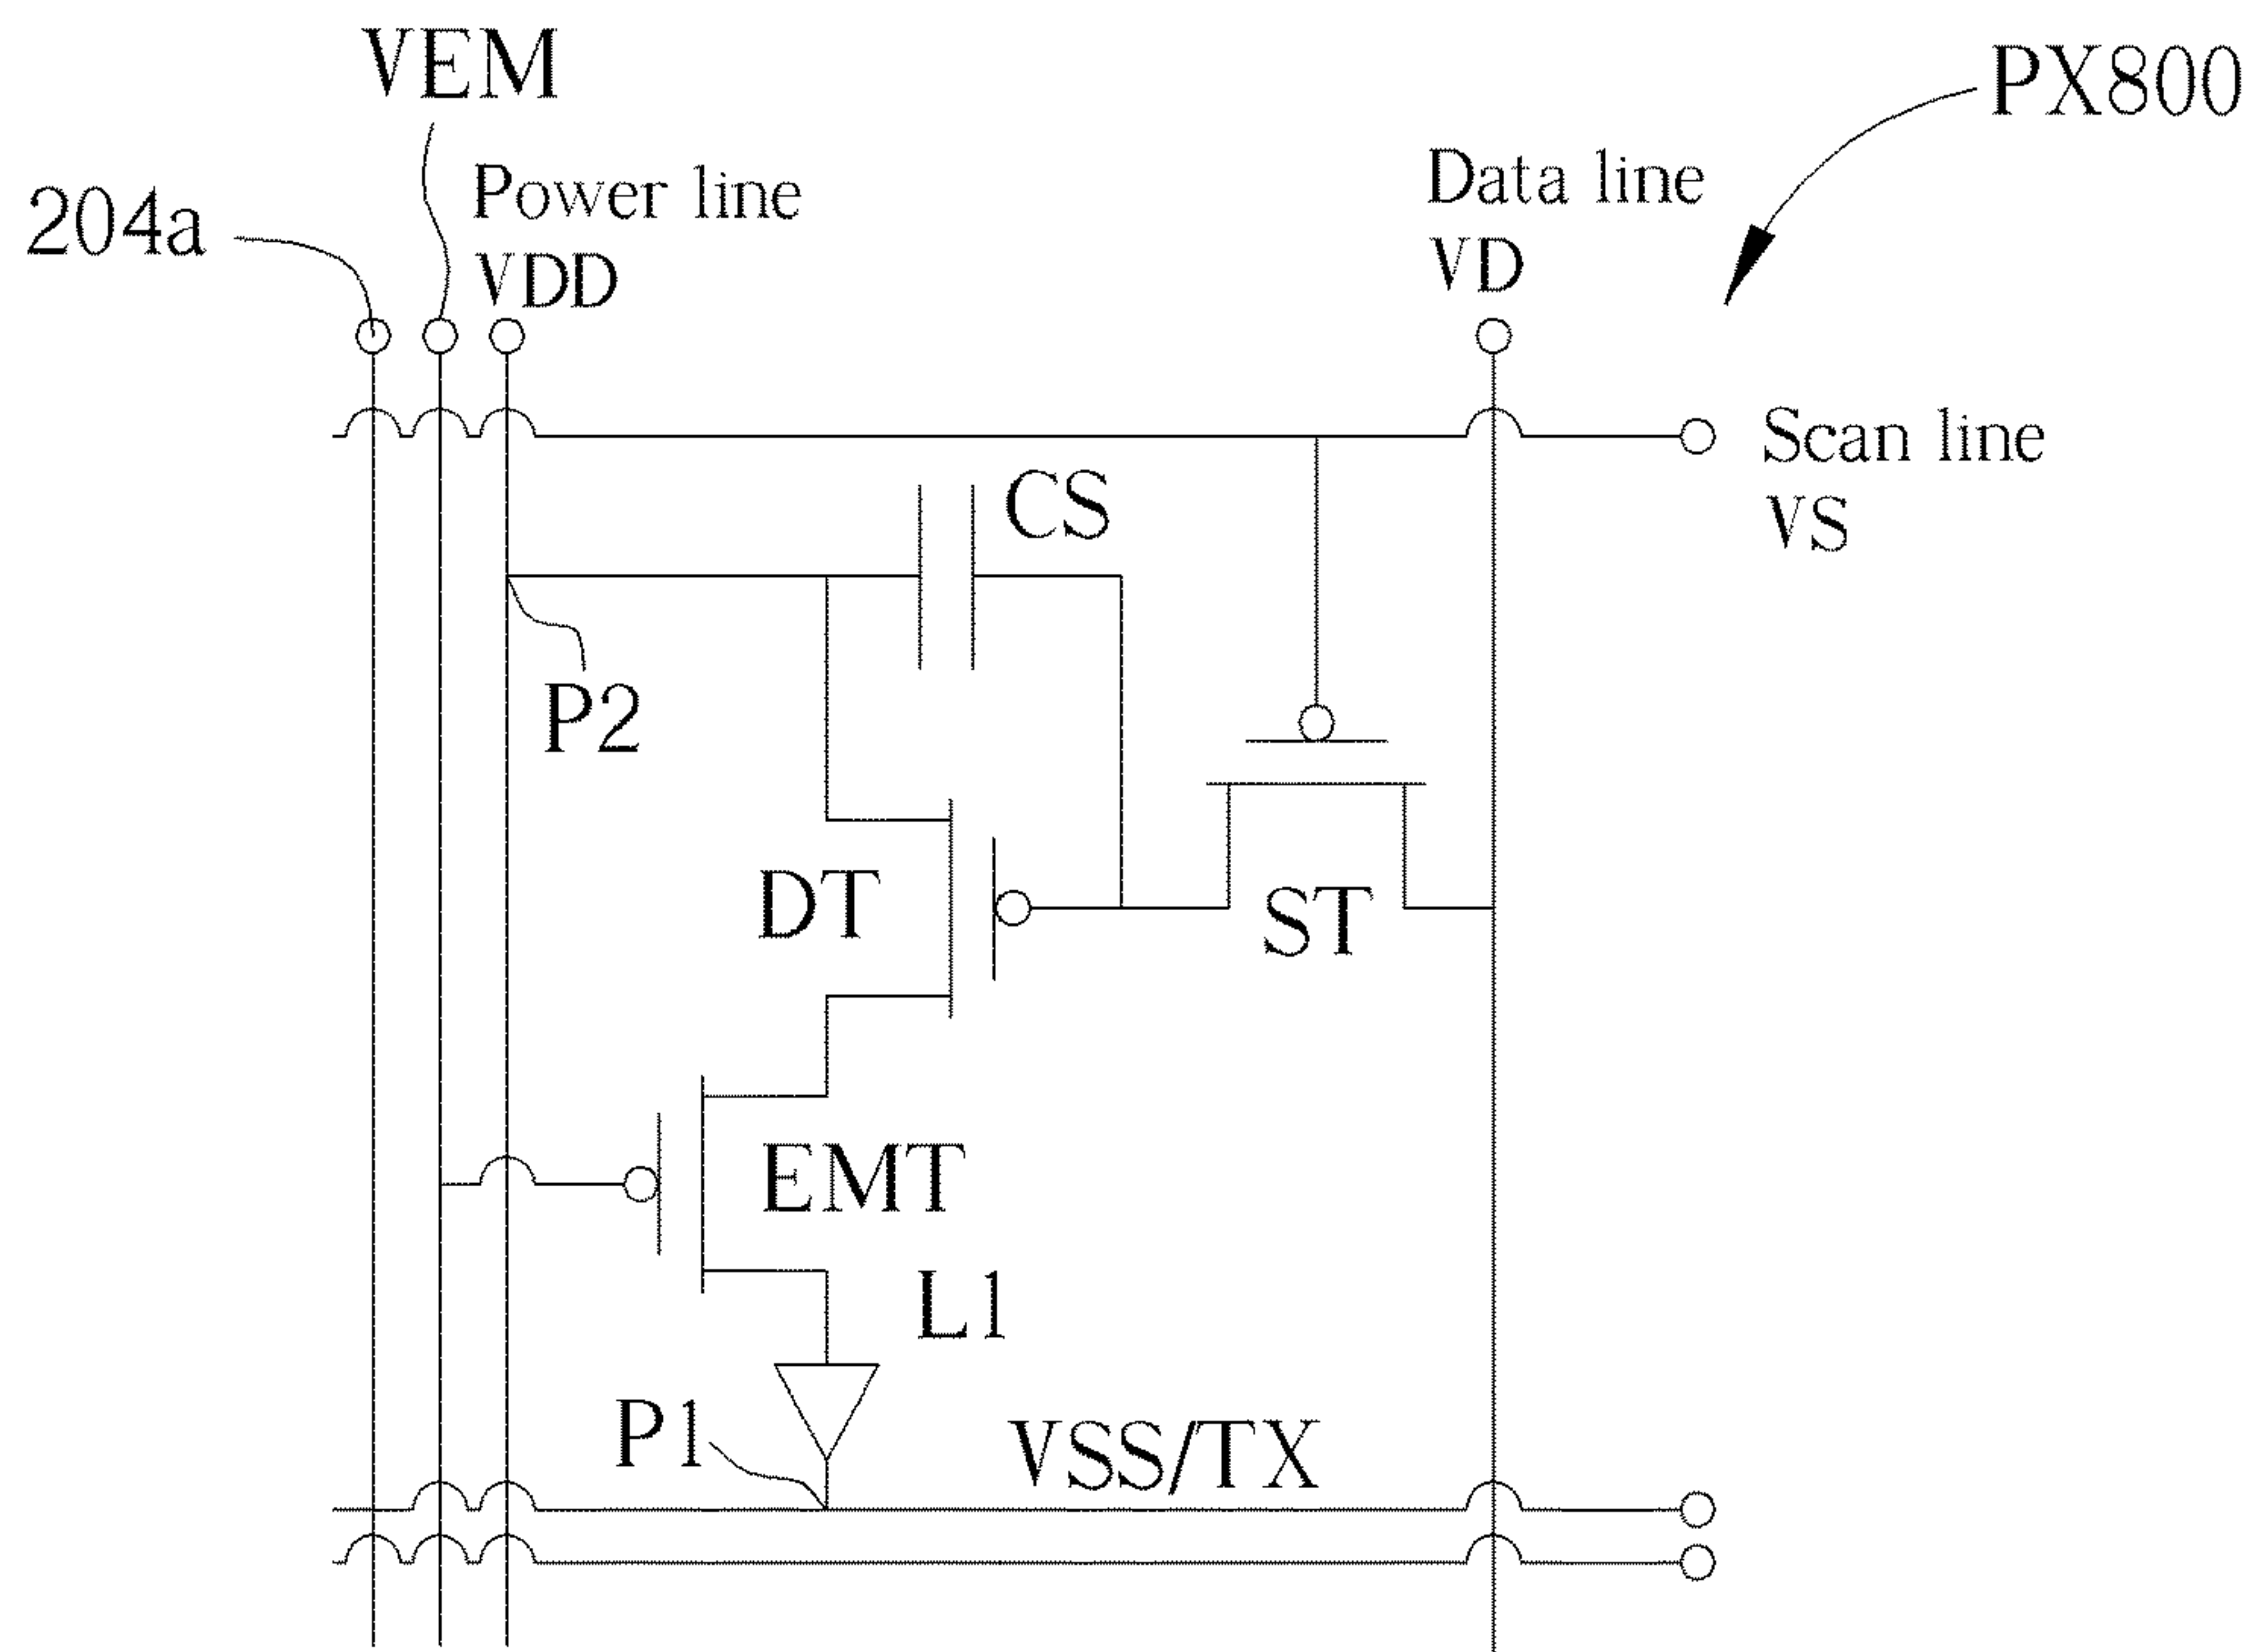 VEM
PX800
Power line
VDD
Data line
VD
204a
Scan line
VS
CS
P2
DT
ST
EMT
L1
P1
VSS/TX